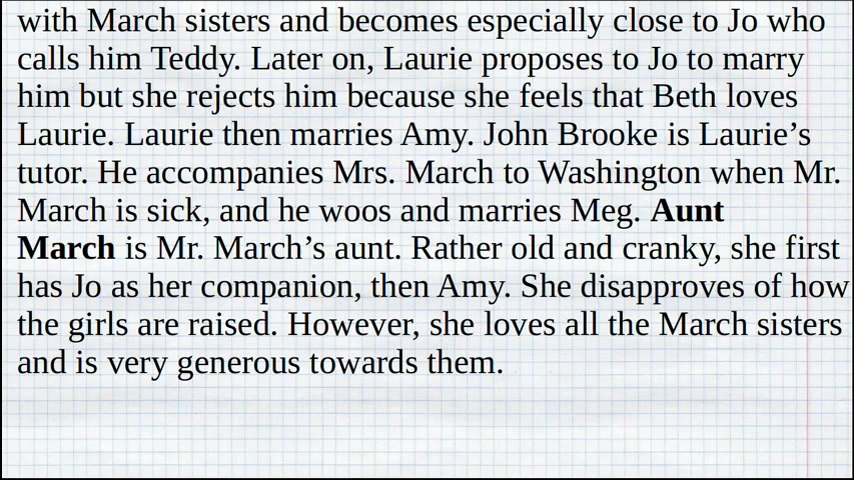 with March sisters and becomes especially close to Jo who
calls him Teddy. Later on, Laurie proposes to Jo to marry
him but she rejects him because she feels that Beth loves
Laurie. Laurie then marries Amy. John Brooke is Laurie’s
tutor. He accompanies Mrs. March to Washington when Mr.
March is sick, and he woos and marries Meg. Aunt
March is Mr. March’s aunt. Rather old and cranky, she first
has Jo as her companion, then Amy. She disapproves of how
the girls are raised. However, she loves all the March sisters
and is very generous towards them.